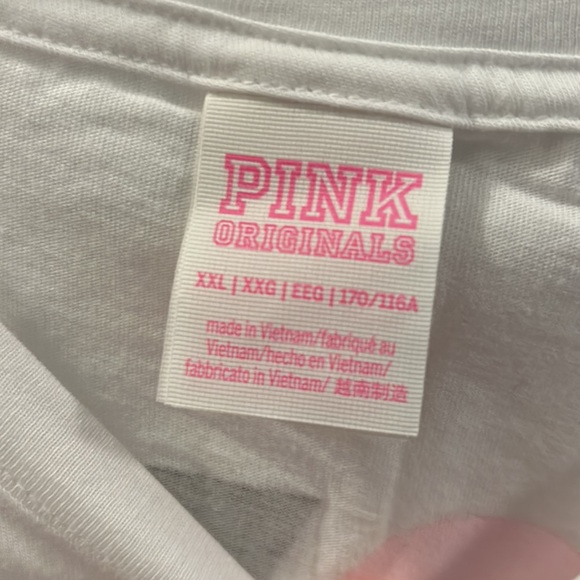 PINK
ORIGINALS
XXL | XXG | EEG | 170/116A
made in Vietnam/fabriqué au
Vietnam/hecho en Vietnam/
fabbricato in Vietnam/ 越南制造